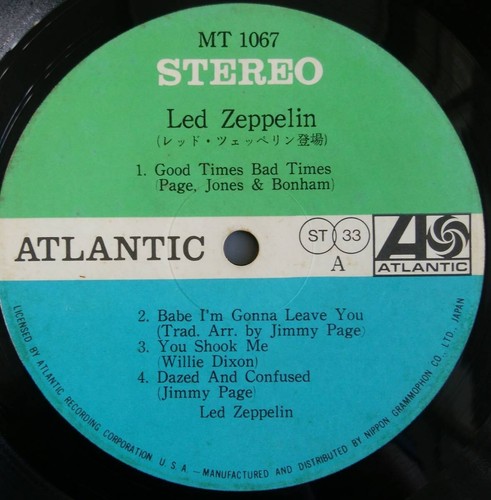 MT 1067
STEREO
Led Zeppelin
(レッド・ツェッペリン登場)
1. Good Times Bad Times
(Page, Jones & Bonham)
ATLANTIC
ST 33
A
ATLANTIC
2. Babe I'm Gonna Leave You
(Trad. Arr. by Jimmy Page)
3. You Shook Me
(Willie Dixon)
4. Dazed And Confused
(Jimmy Page)
Led Zeppelin
LICENSED BY ATLANTIC RECORDING CORPORATION U.S.A.—MANUFACTURED AND DISTRIBUTED BY NIPPON GRAMMOPHON CO. LTD. JAPAN